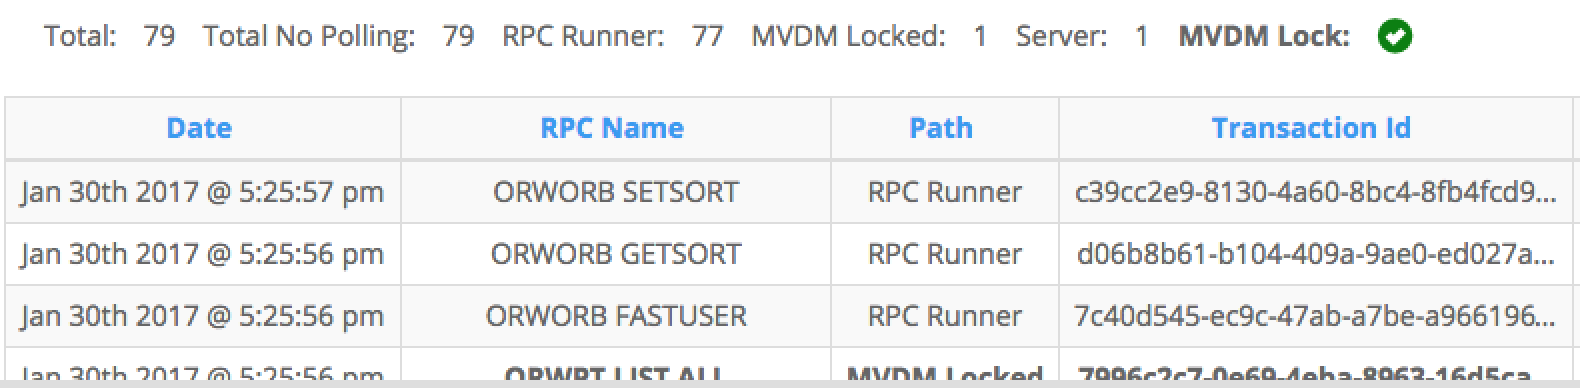 Total: 79 Total No Polling: 79 RPC Runner: 77 MVDM Locked: 1 Server: 1 MVDM Lock:
Date RPC Name Path Transaction Id
Jan 30th 2017 @ 5:25:57 pm ORWORB SETSORT RPC Runner c39cc2e9-8130-4a60-8bc4-8fb4fcd9...
Jan 30th 2017 @ 5:25:56 pm ORWORB GETSORT RPC Runner d06b8b61-b104-409a-9ae0-ed027a...
Jan 30th 2017 @ 5:25:56 pm ORWORB FASTUSER RPC Runner 7c40d545-ec9c-47ab-a7be-a966196...
Jan 30th 2017 @ 5:25:56 pm ORWRT LIST ALL MVDM Locked 7996c2c7-0e69-4eba-8963-16d5ca...